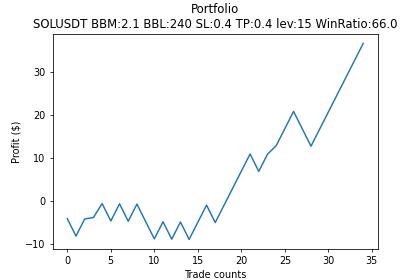 Portfolio
SOLUSDT BBM:2.1 BBL:240 SL:0.4 TP:0.4 lev:15 WinRatio:66.0
Profit ($)
30
20
10
0
−10
0 5 10 15 20 25 30 35
Trade counts